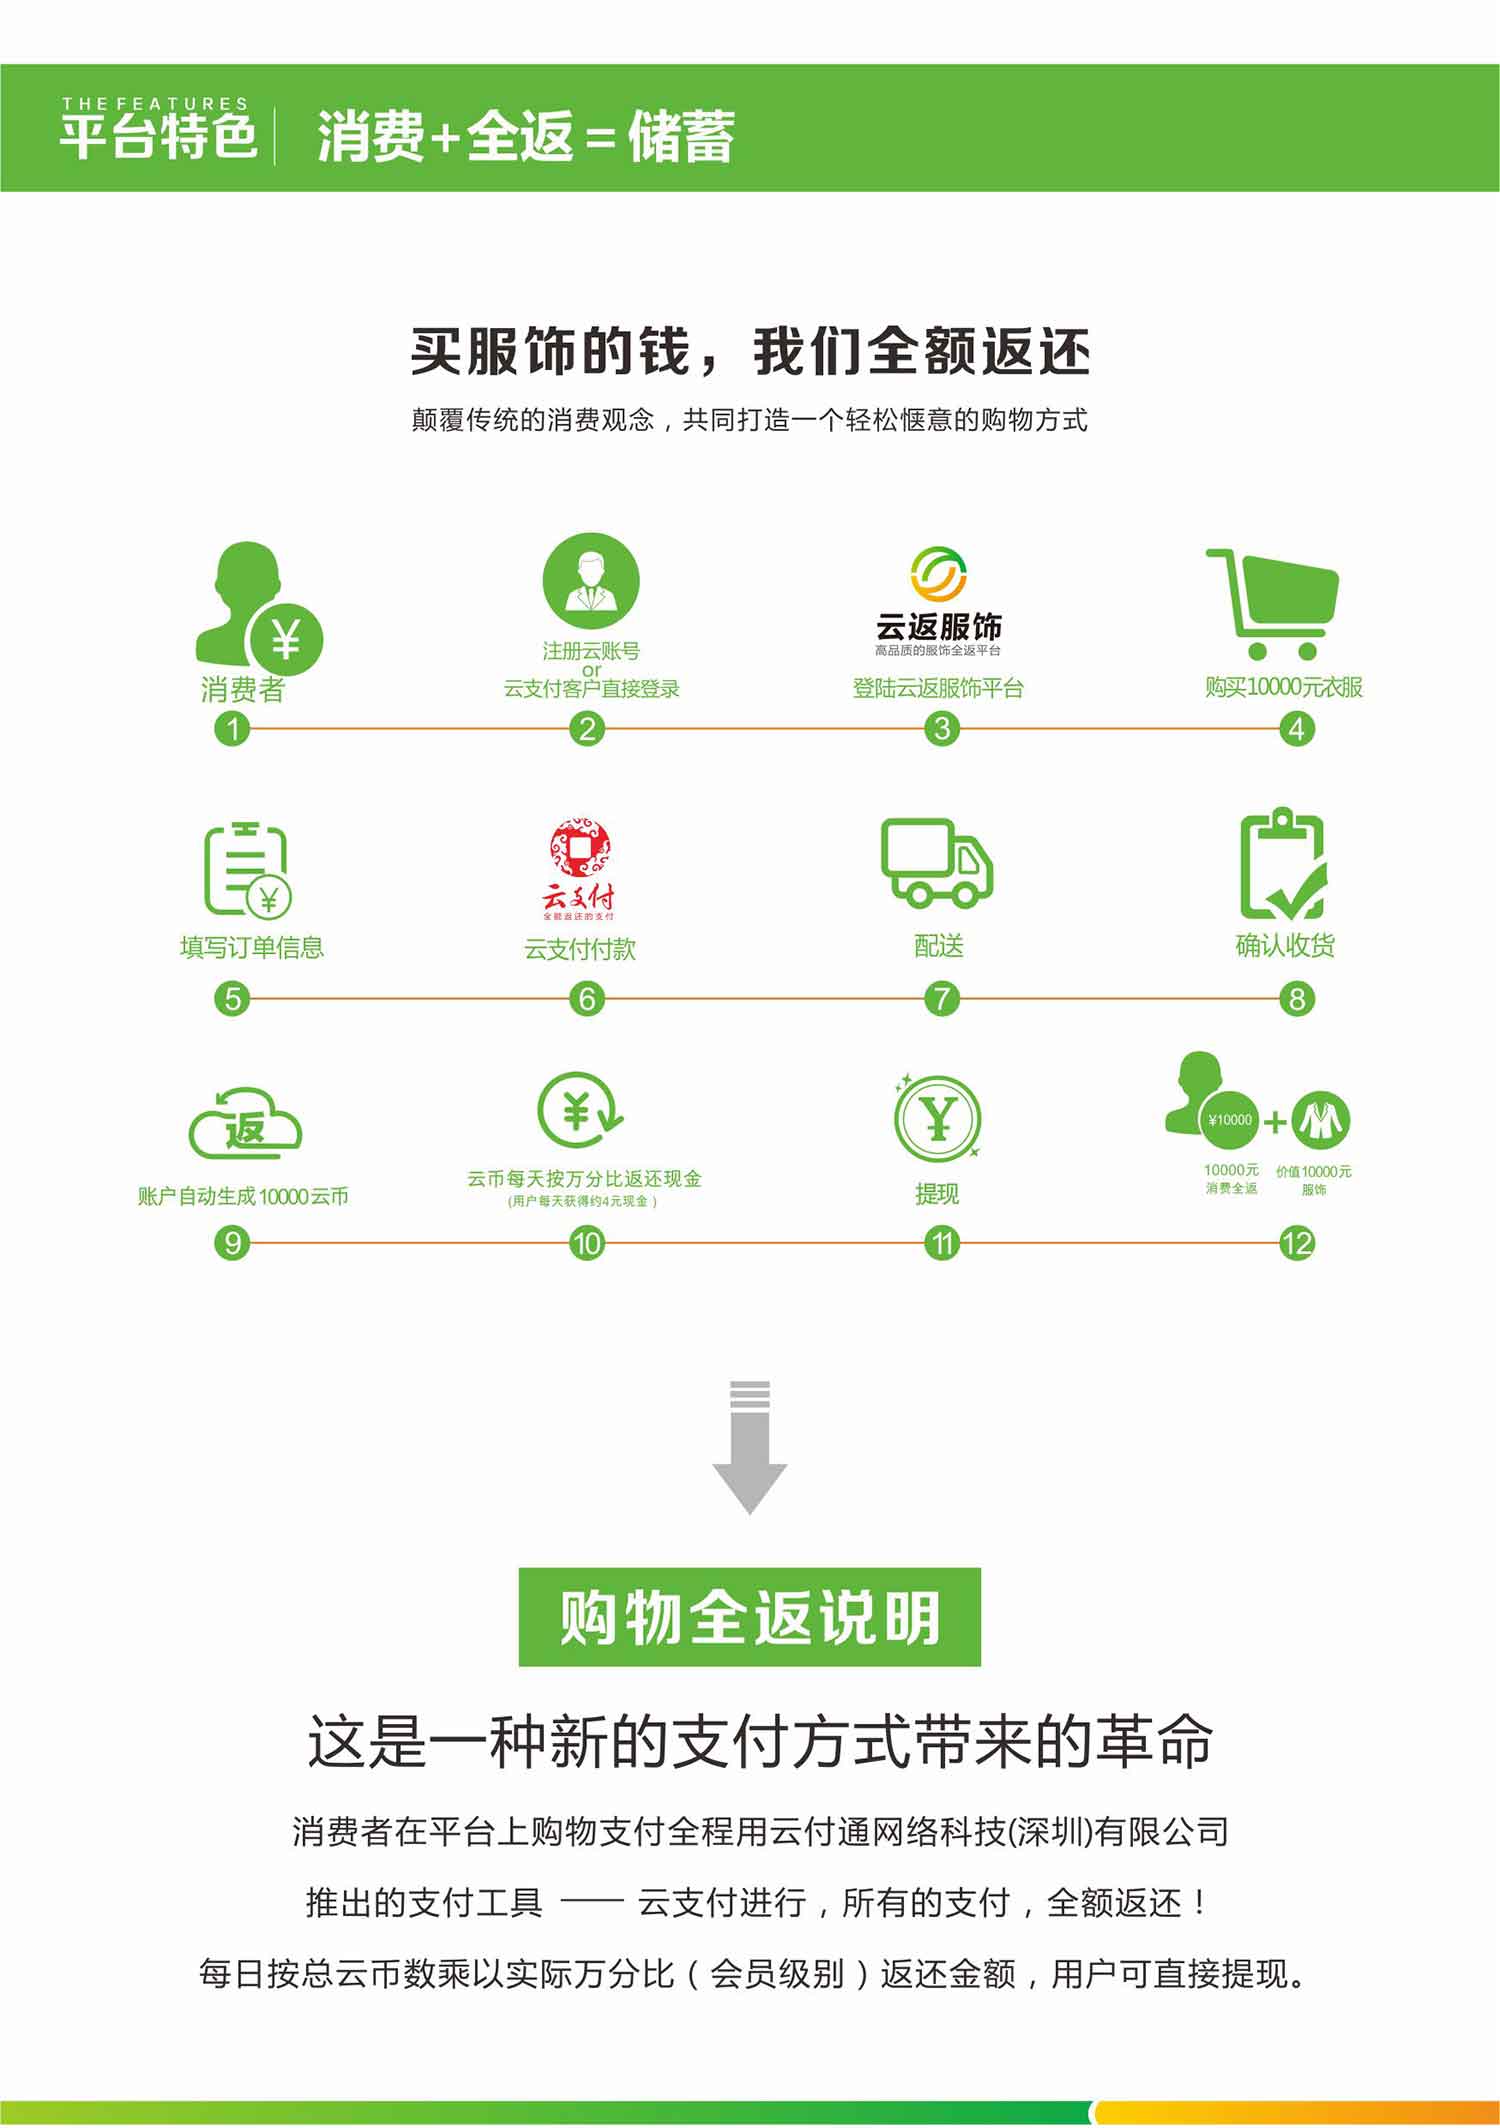 THE FEATURES
平台特色
消费+全返=储蓄
买服饰的钱，我们全额返还
颠覆传统的消费观念，共同打造一个轻松惬意的购物方式
¥
消费者
1
注册云账号
or
云支付客户直接登录
2
云返服饰
高品质的服饰全返平台
登陆云返服饰平台
3
购买10000元衣服
4
¥
填写订单信息
5
云支付
全额返还的支付
云支付付款
6
配送
7
确认收货
8
返
账户自动生成10000云币
9
¥
云币每天按万分比返还现金
(用户每天获得约4元现金）
10
¥
提现
11
¥10000
+
10000元
消费全返
价值10000元
服饰
12
购物全返说明
这是一种新的支付方式带来的革命
消费者在平台上购物支付全程用云付通网络科技(深圳)有限公司
推出的支付工具 —— 云支付进行，所有的支付，全额返还！
每日按总云币数乘以实际万分比（会员级别）返还金额，用户可直接提现。